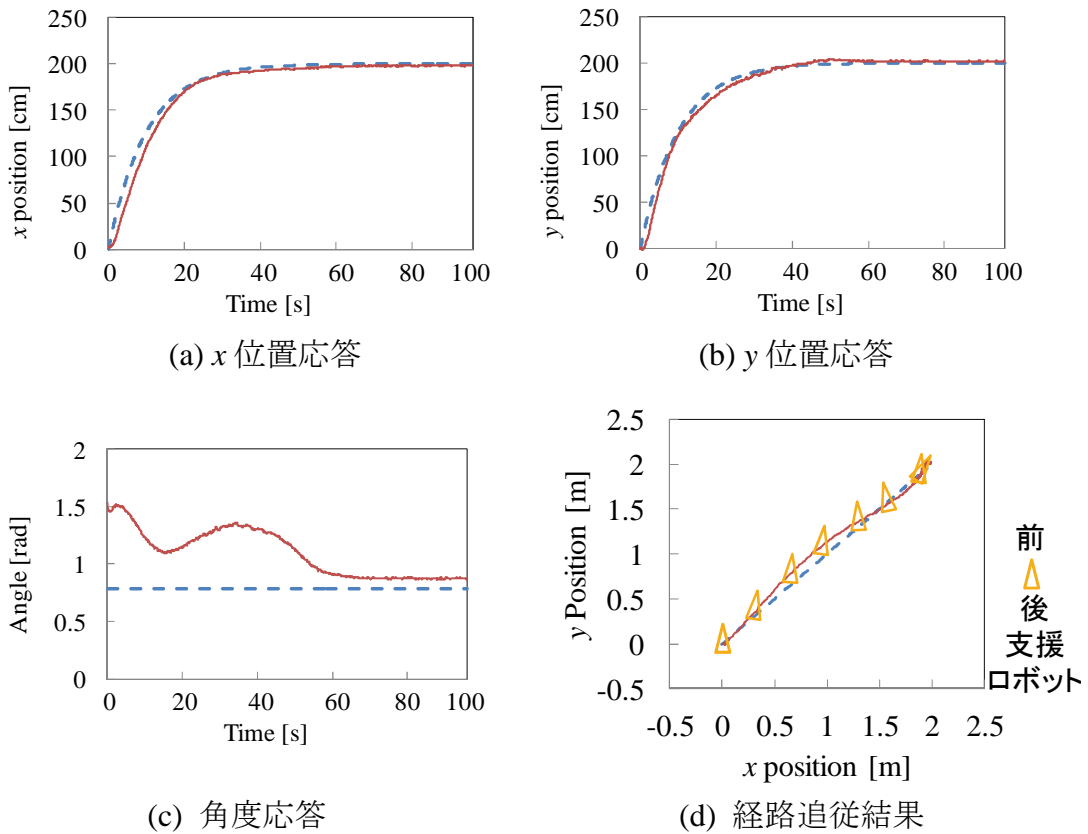 250
200
150
100
50
0
x position [cm]
0 20 40 60 80 100
Time [s]
(a) x 位置応答
250
200
150
100
50
0
y position [cm]
0 20 40 60 80 100
Time [s]
(b) y 位置応答
2
1.5
1
0.5
0
Angle [rad]
0 20 40 60 80 100
Time [s]
(c) 角度応答
2.5
2
1.5
1
0.5
0
-0.5
y Position [m]
-0.5 0 0.5 1 1.5 2 2.5
x position [m]
前
後
支援
ロボット
(d) 経路追従結果